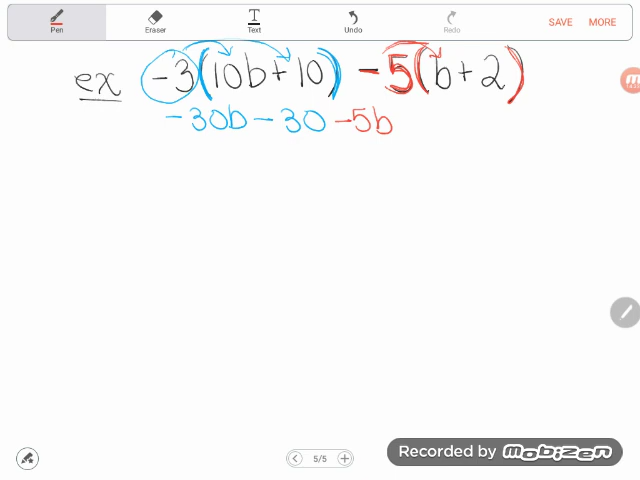 Pen Eraser Text Undo Redo SAVE MORE
ex -3(10b+10) -5(b+2)
-30b - 30 -5b
5/5
Recorded by mobizen